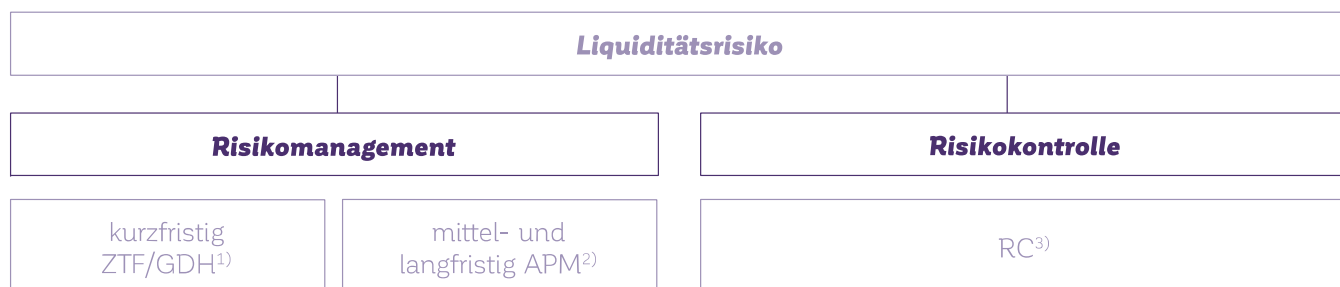 Liquiditätsrisiko
Risikomanagement
Risikokontrolle
kurzfristig
ZTF/GDH1)
mittel- und
langfristig APM2)
RC3)